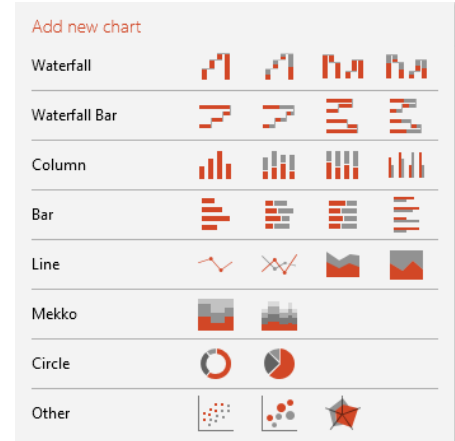 Add new chart
Waterfall
Waterfall Bar
Column
Bar
Line
Mekko
Circle
Other